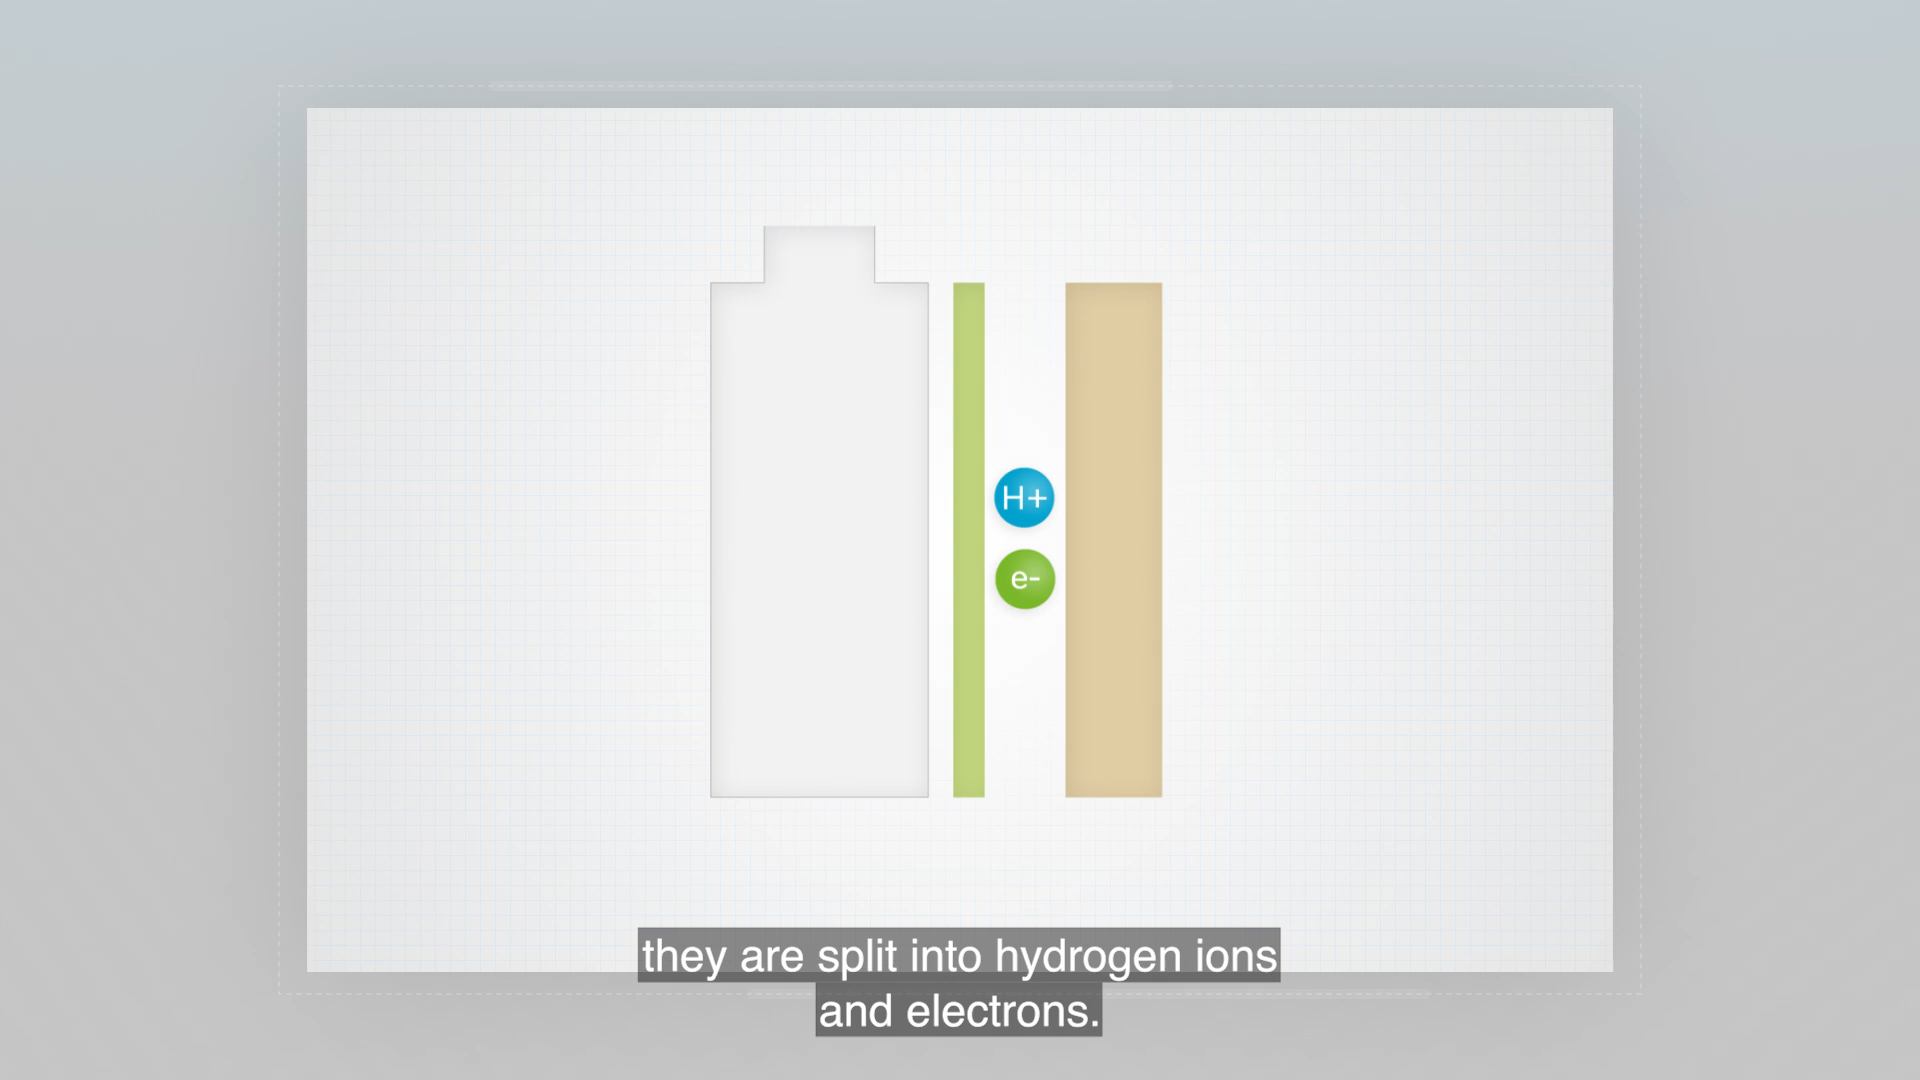 H+
e-
they are split into hydrogen ions
and electrons.